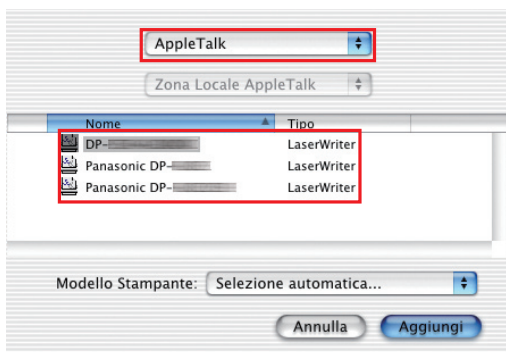 AppleTalk
Zona Locale AppleTalk
Nome Tipo
DP- LaserWriter
Panasonic DP- LaserWriter
Panasonic DP- LaserWriter
Modello Stampante: Selezione automatica...
Annulla Aggiungi